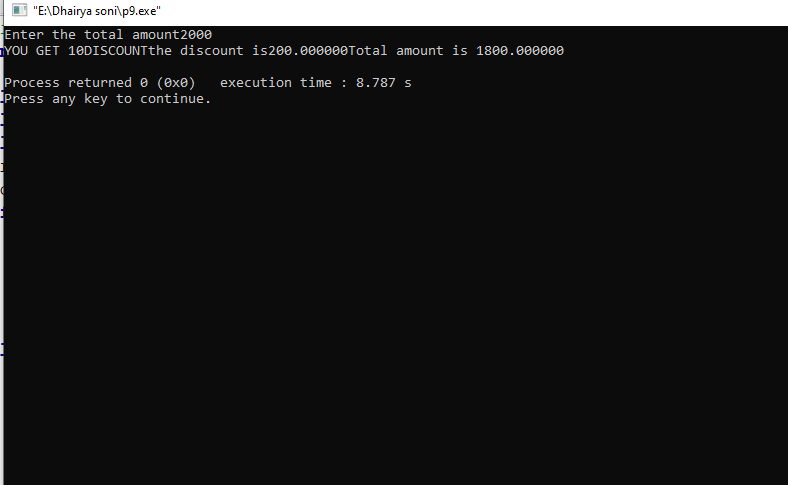 "E:\Dhairya soni\p9.exe"
Enter the total amount2000
YOU GET 10DISCOUNTthe discount is200.000000Total amount is 1800.000000
Process returned 0 (0x0)   execution time : 8.787 s
Press any key to continue.